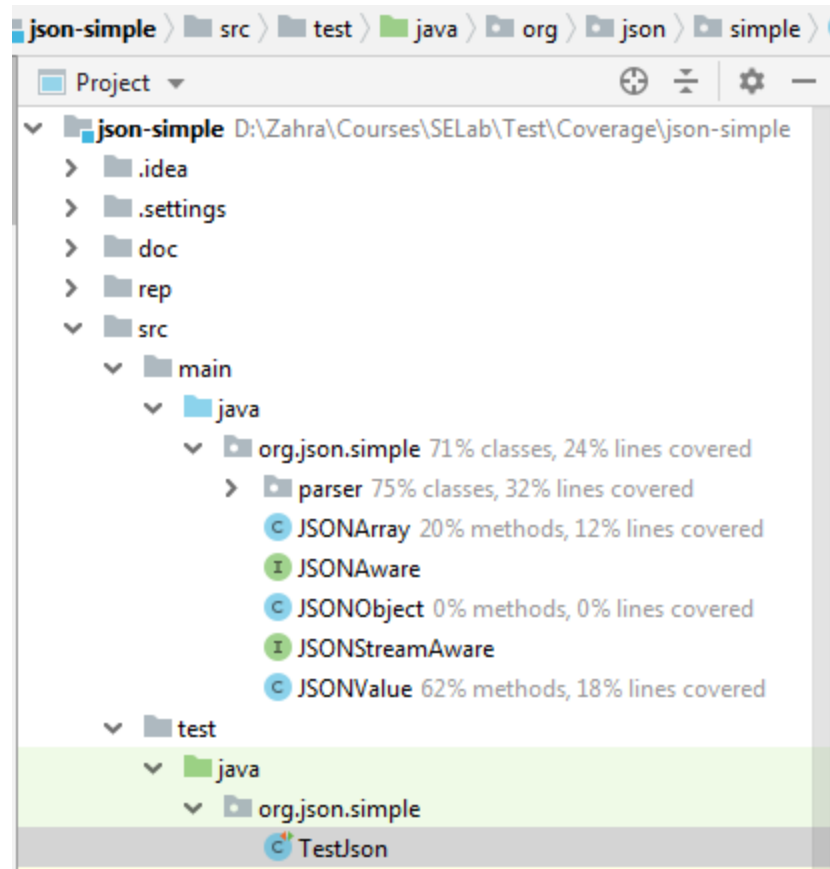 json-simple src test java org json simple
Project
json-simple D:\Zahra\Courses\SELab\Test\Coverage\json-simple
.idea
.settings
doc
rep
src
main
java
org.json.simple 71% classes, 24% lines covered
parser 75% classes, 32% lines covered
C JSONArray 20% methods, 12% lines covered
I JSONAware
C JSONObject 0% methods, 0% lines covered
I JSONStreamAware
C JSONValue 62% methods, 18% lines covered
test
java
org.json.simple
C TestJson